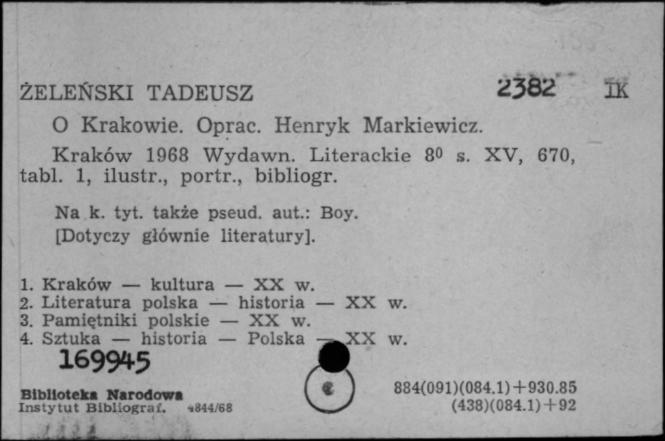 ŻELEŃSKI TADEUSZ 2382 IK
O Krakowie. Oprac. Henryk Markiewicz.
Kraków 1968 Wydawn. Literackie 8⁰ s. XV, 670,
tabl. 1, ilustr., portr., bibliogr.
Na k. tyt. także pseud. aut.: Boy.
[Dotyczy głównie literatury].
1. Kraków — kultura — XX w.
2. Literatura polska — historia — XX w.
3. Pamiętniki polskie — XX w.
4. Sztuka — historia — Polska — XX w.
169945
Biblioteka Narodowa
Instytut Bibliograf. 4844/68
884(091)(084.1)+930.85
(438)(084.1)+92